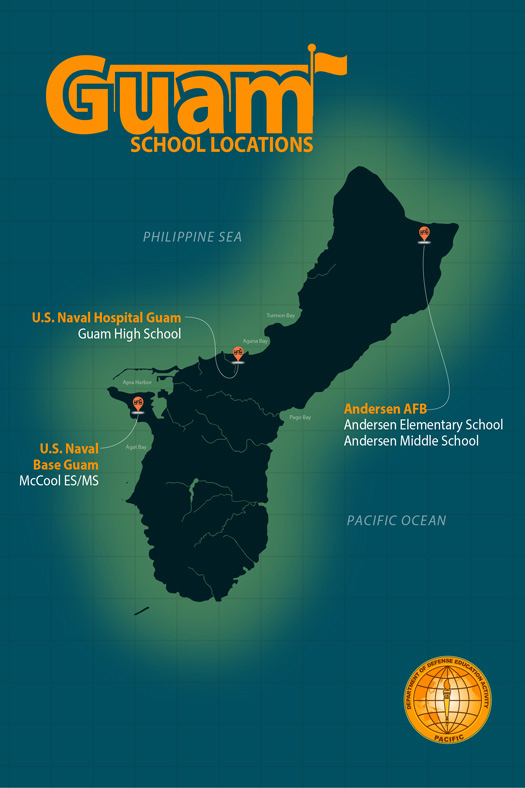 Guam
SCHOOL LOCATIONS
PHILIPPINE SEA
U.S. Naval Hospital Guam
Guam High School
Tuemon Bay
Agana Bay
Apra Harbor
Pago Bay
Andersen AFB
Andersen Elementary School
Andersen Middle School
U.S. Naval
Base Guam
McCool ES/MS
Agat Bay
PACIFIC OCEAN
DEPARTMENT OF DEFENSE EDUCATION ACTIVITY
PACIFIC